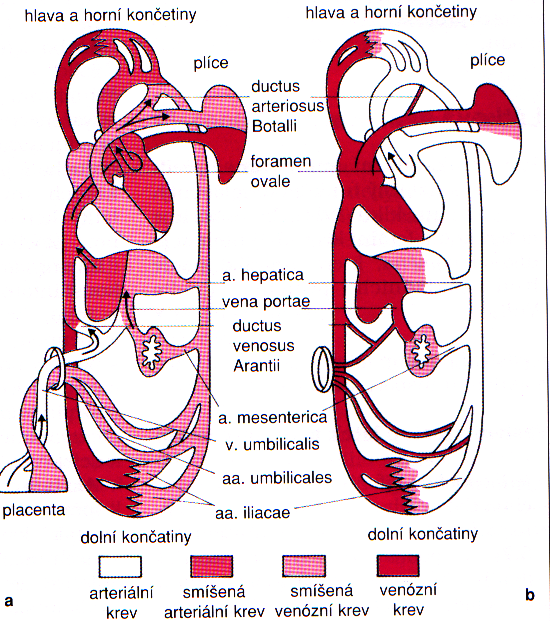 hlava a horní končetiny
hlava a horní končetiny
plíce
plíce
ductus
arteriosus
Botalli
foramen
ovale
a. hepatica
vena portae
ductus
venosus
Arantii
a. mesenterica
v. umbilicalis
aa. umbilicales
aa. iliacae
placenta
dolní končatiny
dolní končatiny
arteriální
krev
smíšená
arteriální krev
smíšená
venózní krev
venózní
krev
a
b